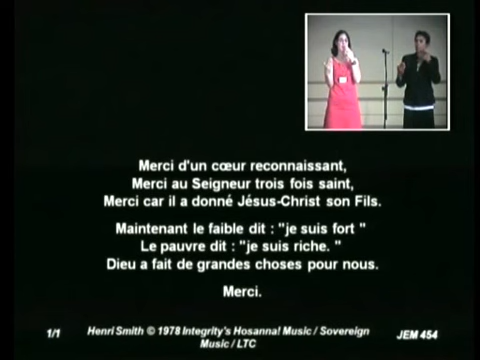 Merci d'un cœur reconnaissant,
Merci au Seigneur trois fois saint,
Merci car il a donné Jésus-Christ son Fils.
Maintenant le faible dit : "je suis fort "
Le pauvre dit : "je suis riche. "
Dieu a fait de grandes choses pour nous.
Merci.
1/1
Henri Smith © 1978 Integrity's Hosanna! Music / Sovereign
Music / LTC
JEM 454